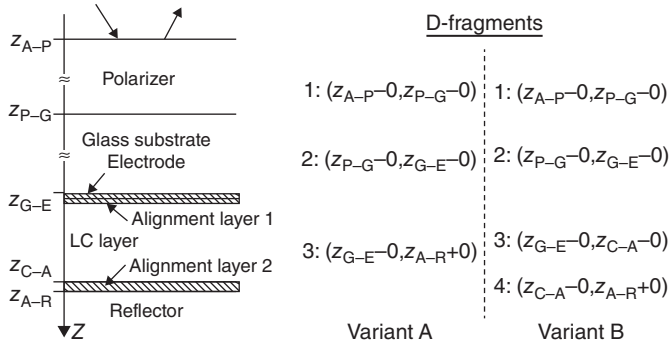 z_A–P
Polarizer
z_P–G
Glass substrate
Electrode
z_G–E
Alignment layer 1
LC layer
z_C–A
Alignment layer 2
z_A–R
Reflector
Z
D-fragments
1: (z_A–P–0,z_P–G–0)
1: (z_A–P–0,z_P–G–0)
2: (z_P–G–0,z_G–E–0)
2: (z_P–G–0,z_G–E–0)
3: (z_G–E–0,z_A–R+0)
3: (z_G–E–0,z_C–A–0)
4: (z_C–A–0,z_A–R+0)
Variant A
Variant B